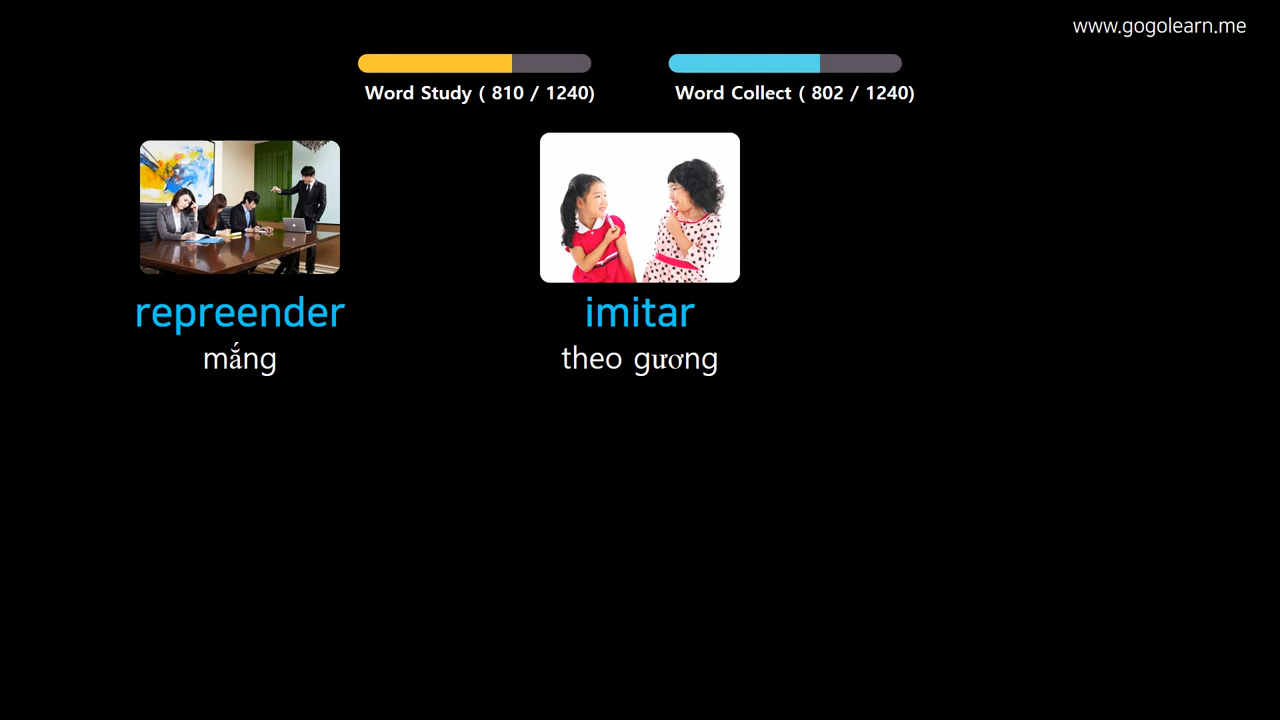 www.gogolearn.me
Word Study ( 810 / 1240)
Word Collect ( 802 / 1240)
repreender
mắng
imitar
theo gương